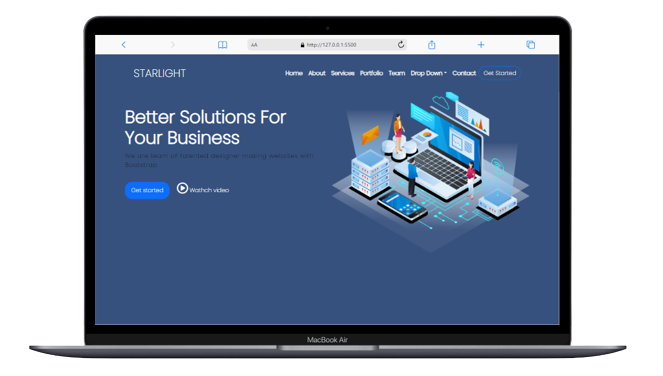 AA
http://127.0.0.1:5500
STARLIGHT
Home About Services Portfolio Team Drop Down Contact Get Started
Better Solutions For
Your Business
We are team of talented designer making websites with
Bootstrap
Get started Wathch video
MacBook Air